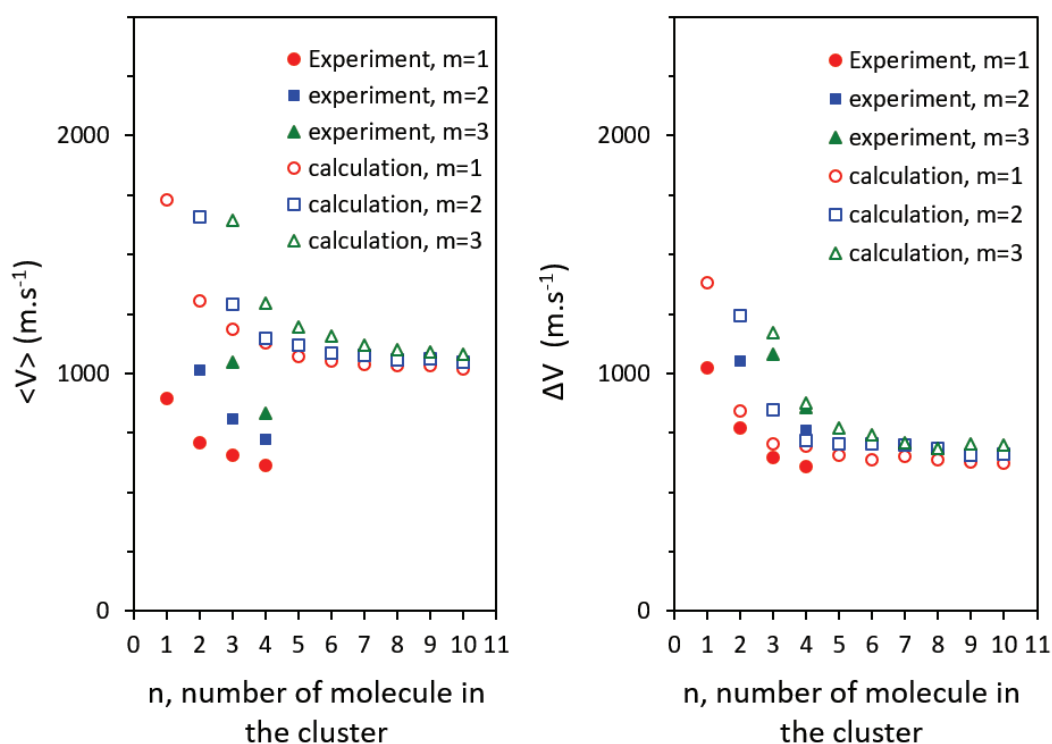 <V> (m.s-1)
2000
1000
0
Experiment, m=1
experiment, m=2
experiment, m=3
calculation, m=1
calculation, m=2
calculation, m=3
0 1 2 3 4 5 6 7 8 9 10 11
n, number of molecule in
the cluster
ΔV (m.s-1)
2000
1000
0
Experiment, m=1
experiment, m=2
experiment, m=3
calculation, m=1
calculation, m=2
calculation, m=3
0 1 2 3 4 5 6 7 8 9 10 11
n, number of molecule in
the cluster